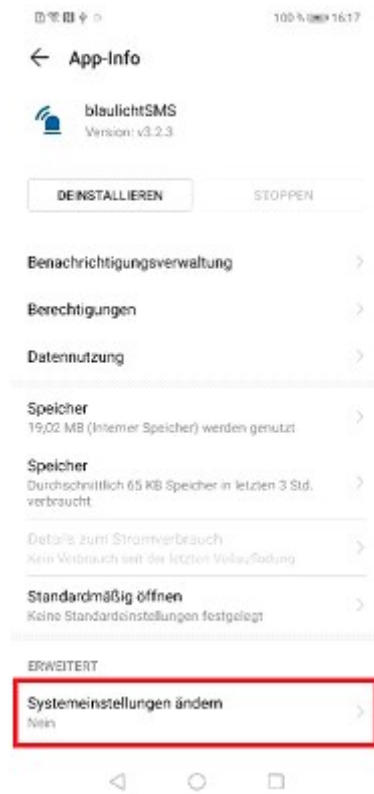 100 % 16:17
App-Info
blaulichtSMS
Version: v3.2.3
DEINSTALLIEREN
STOPPEN
Benachrichtigungsverwaltung
Berechtigungen
Datennutzung
Speicher
19,02 MB (Interner Speicher) werden genutzt
Speicher
Durchschnittlich 65 KB Speicher in letzten 3 Std.
verbraucht
Details zum Stromverbrauch
Kein Verbrauch seit der letzten Vollaufladung
Standardmäßig öffnen
Keine Standardeinstellungen festgelegt
ERWEITERT
Systemeinstellungen ändern
Nein